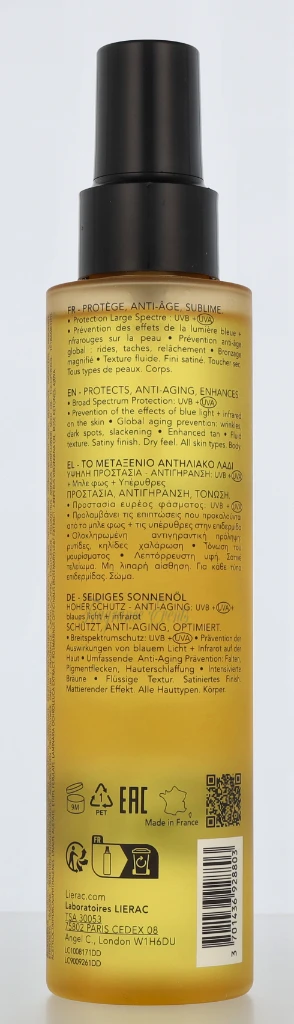 FR - PROTÈGE, ANTI-ÂGE, SUBLIME.
• Protection Large Spectre : UVB + UVA
• Prévention des effets de la lumière bleue +
infrarouges sur la peau • Prévention anti-âge
global : rides, taches, relâchement • Bronzage
magnifié • Texture fluide. Fini satiné. Toucher sec.
Tous types de peaux. Corps.
EN - PROTECTS, ANTI-AGING, ENHANCES
• Broad Spectrum Protection: UVB + UVA
• Prevention of the effects of blue light + infrared
on the skin • Global aging prevention: wrinkles,
dark spots, slackening • Enhanced tan • Fluid
texture. Satiny finish. Dry feel. All skin types. Body
EL - ΤΟ ΜΕΤΑΞΕΝΙΟ ΑΝΤΗΛΙΑΚΟ ΛΑΔΙ
ΥΨΗΛΗ ΠΡΟΣΤΑΣΙΑ - ΑΝΤΙΓΗΡΑΝΣΗ: UVB + UVA
+ Μπλε φως + Υπέρυθρες
ΠΡΟΣΤΑΣΙΑ, ΑΝΤΙΓΗΡΑΝΣΗ, ΤΟΝΩΣΗ.
• Προστασία ευρέος φάσματος: UVB + UVA
• Προλαμβάνει τις επιπτώσεις που προκαλούνται
από το μπλε φως + τις υπέρυθρες στην επιδερμίδα
• Ολοκληρωμένη αντιγηραντική πρόληψη:
ρυτίδες, κηλίδες, χαλάρωση • Τόνωση του
μαυρίσματος • Λεπτόρρευστη υφή. Σατινέ
τελείωμα. Μη λιπαρή αίσθηση. Για κάθε τύπο
επιδερμίδας. Σώμα.
DE - SEIDIGES SONNENÖL
HOHER SCHUTZ - ANTI-AGING: UVB + UVA +
blaues licht + infrarot
SCHÜTZT, ANTI-AGING, OPTIMIERT.
• Breitspektrumschutz: UVB + UVA • Prävention der
Auswirkungen von blauem Licht + Infrarot auf der
Haut • Umfassende Anti-Aging Prävention: Falten,
Pigmentflecken, Hauterschlaffung • Intensivierte
Bräune • Flüssige Textur. Satiniertes Finish.
Mattierender Effekt. Alle Hauttypen. Körper.
9M
1
PET
EAC
Made in France
FR
Lierac.com
Laboratoires LIERAC
TSA 30053
75802 PARIS CEDEX 08
Angel C., London W1H6DU
LIC1008171DD
LIC9009261DD
3 701436 928803